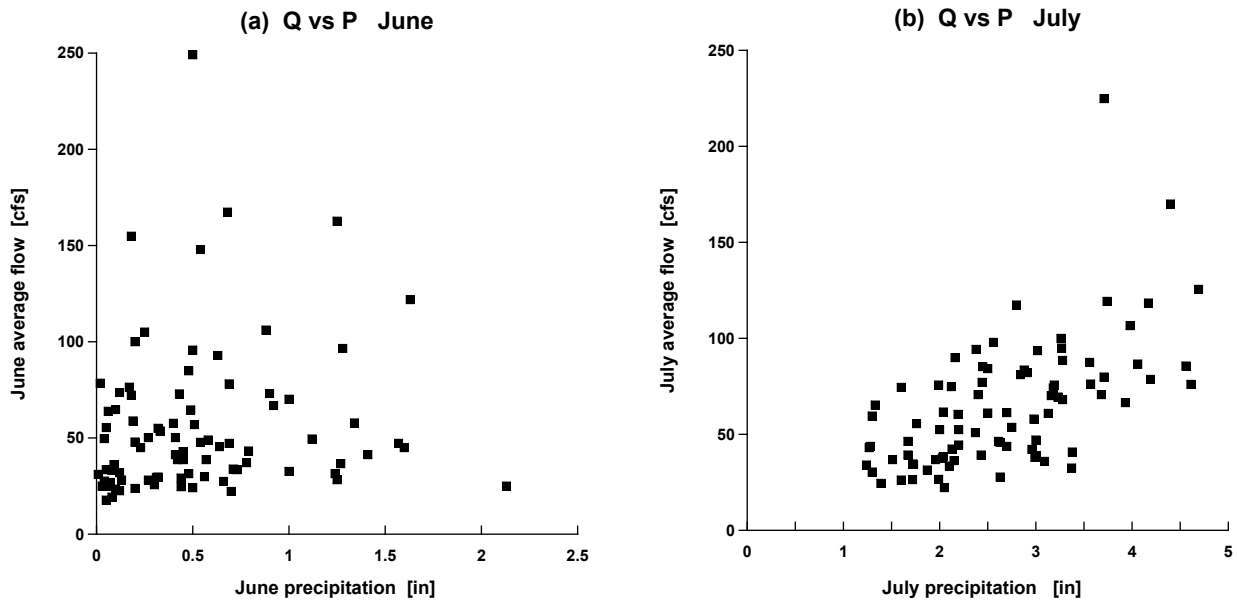 (a) Q vs P June
250
200
150
100
50
0
June average flow [cfs]
0 0.5 1 1.5 2 2.5
June precipitation [in]
(b) Q vs P July
250
200
150
100
50
0
July average flow [cfs]
0 1 2 3 4 5
July precipitation [in]